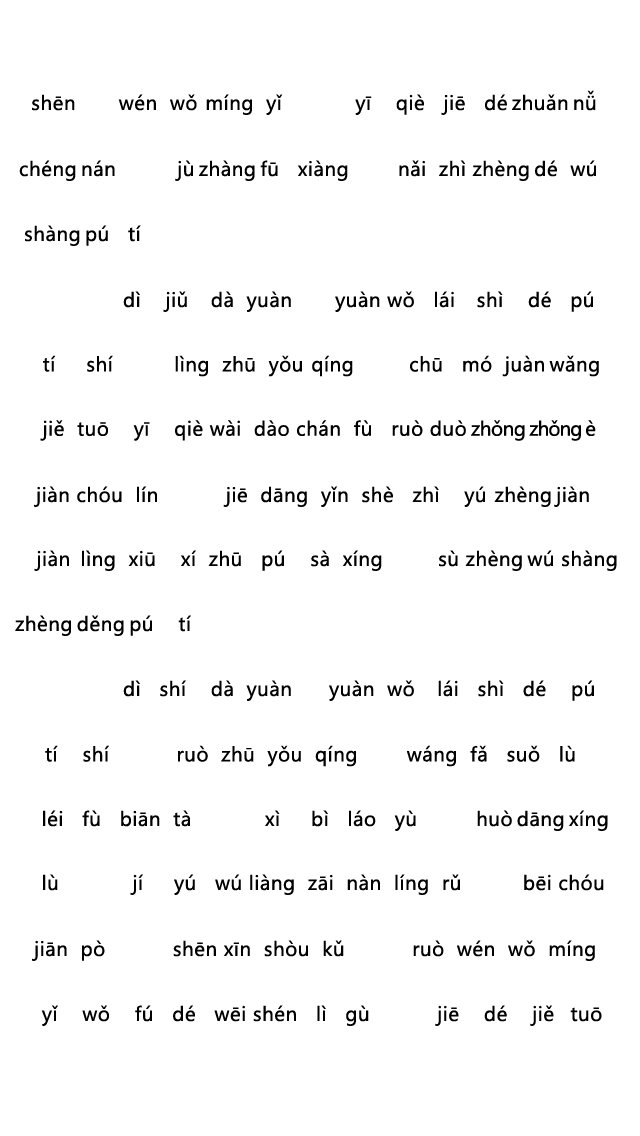 shēn wén wǒ míng yǐ yī qiè jiē dé zhuǎn nǚ
chéng nán jù zhàng fū xiàng nǎi zhì zhèng dé wú
shàng pú tí
dì jiǔ dà yuàn yuàn wǒ lái shì dé pú
tí shí lìng zhū yǒu qíng chū mó juàn wǎng
jiě tuō yī qiè wài dào chán fù ruò duò zhǒng zhǒng è
jiàn chóu lín jiē dāng yǐn shè zhì yú zhèng jiàn
jiàn lìng xiū xí zhū pú sà xíng sù zhèng wú shàng
zhèng děng pú tí
dì shí dà yuàn yuàn wǒ lái shì dé pú
tí shí ruò zhū yǒu qíng wáng fǎ suǒ lù
léi fù biān tà xì bì láo yù huò dāng xíng
lù jí yú wú liàng zāi nàn líng rǔ bēi chóu
jiān pò shēn xīn shòu kǔ ruò wén wǒ míng
yǐ wǒ fú dé wēi shén lì gù jiē dé jiě tuō